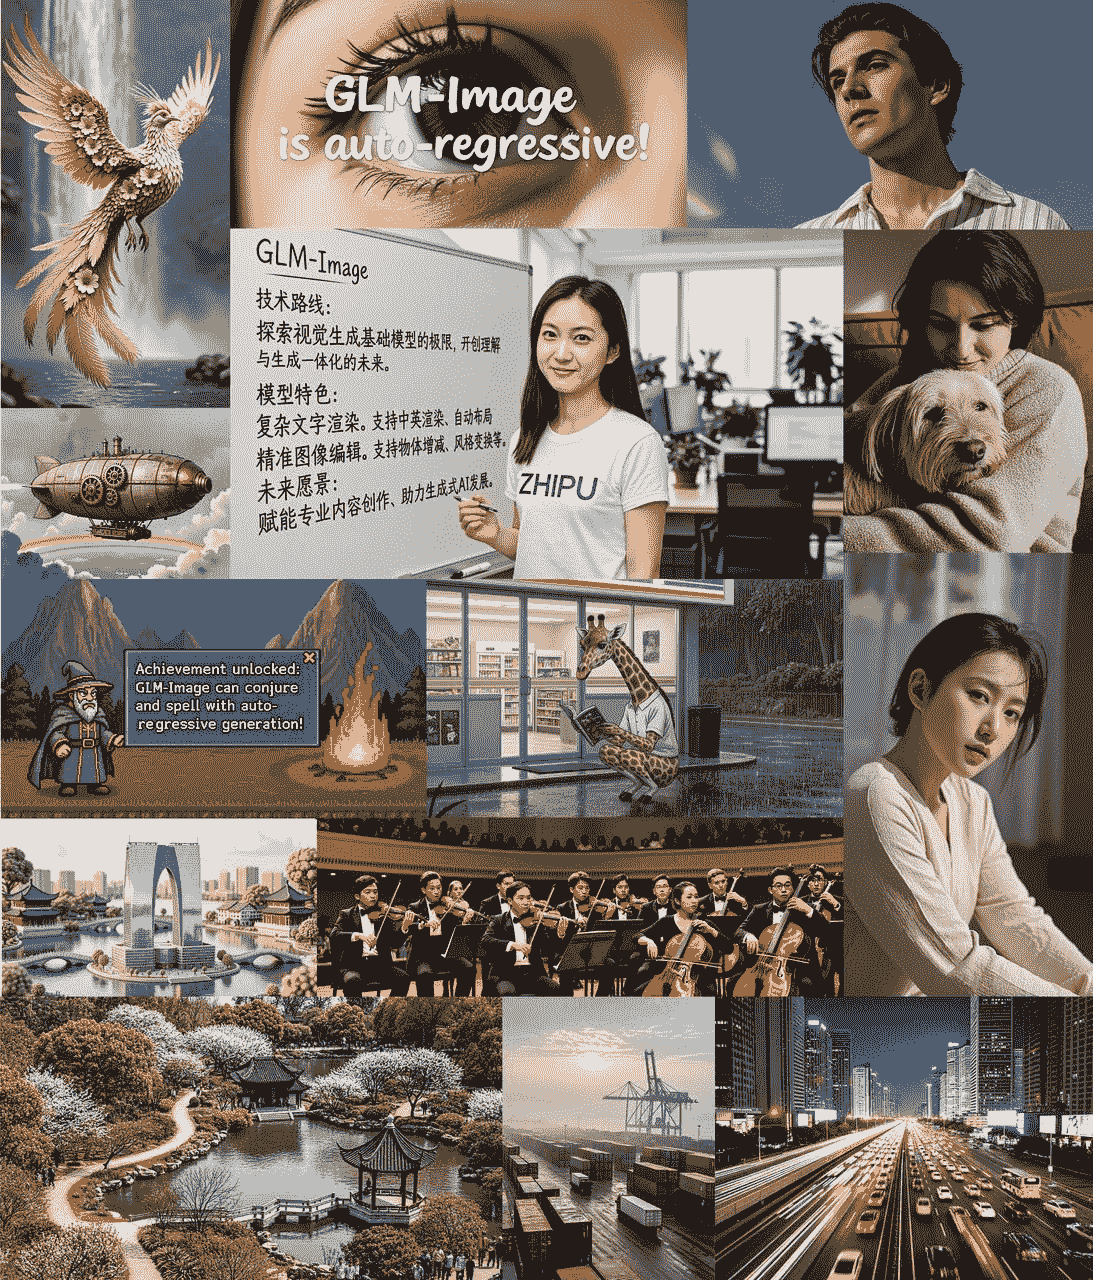 GLM-Image
is auto-regressive!
GLM-Image
技术路线：
探索视觉生成基础模型的极限，开创理解
与生成一体化的未来。
模型特色：
复杂文字渲染。支持中英渲染、自动布局
精准图像编辑。支持物体增减、风格变换等。
未来愿景：
赋能专业内容创作、助力生成式AI发展。
ZHIPU
Achievement unlocked:
GLM-Image can conjure
and spell with auto-
regressive generation!